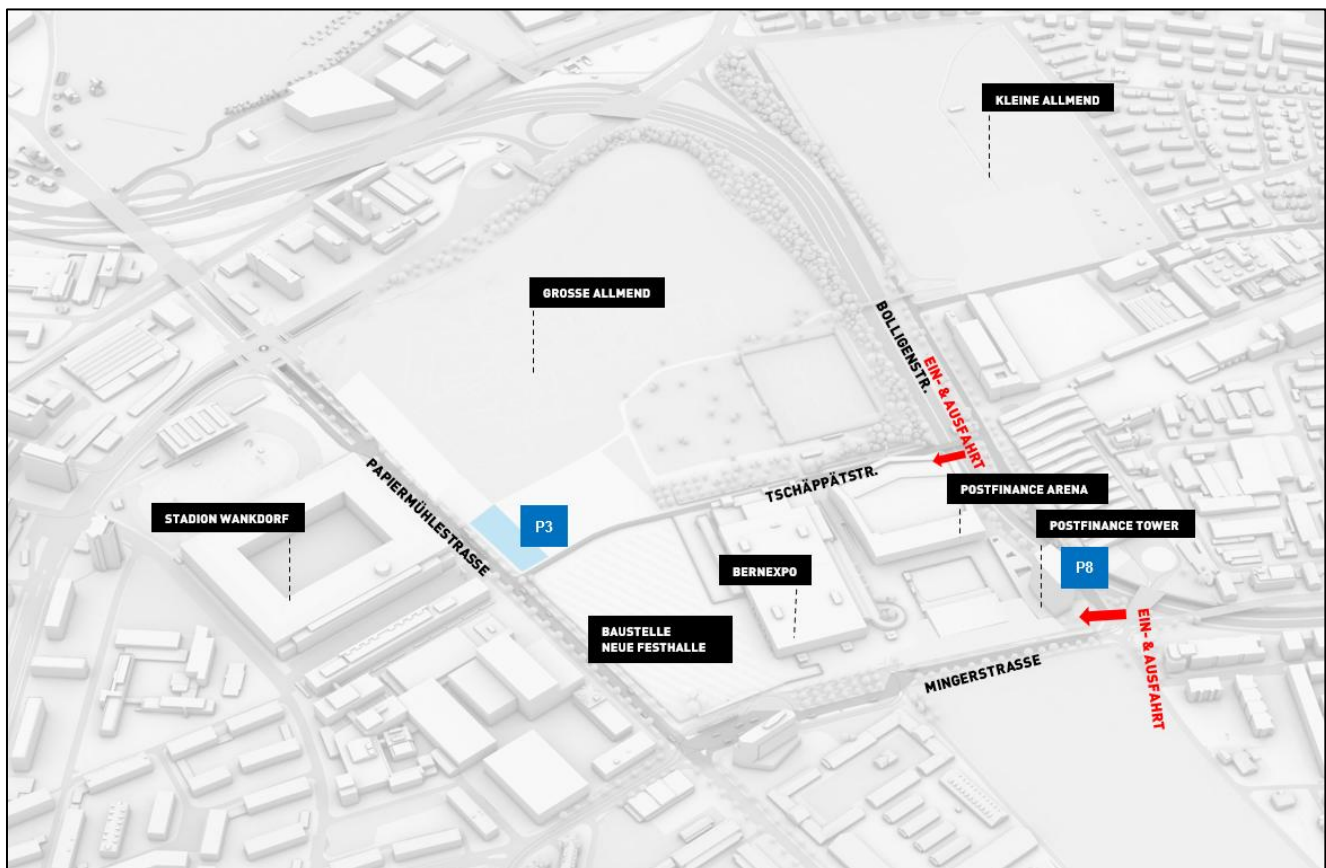 KLEINE ALLMEND
GROSSE ALLMEND
BOLLIGENSTR.
EIN- & AUSFAHRT
PAPIERMÜHLESTRASSE
TSCHÄPPÄTSTR.
POSTFINANCE ARENA
STADION WANKDORF
P3
POSTFINANCE TOWER
P8
BERNEXPO
BAUSTELLE
NEUE FESTHALLE
MINGERSTRASSE
EIN- & AUSFAHRT